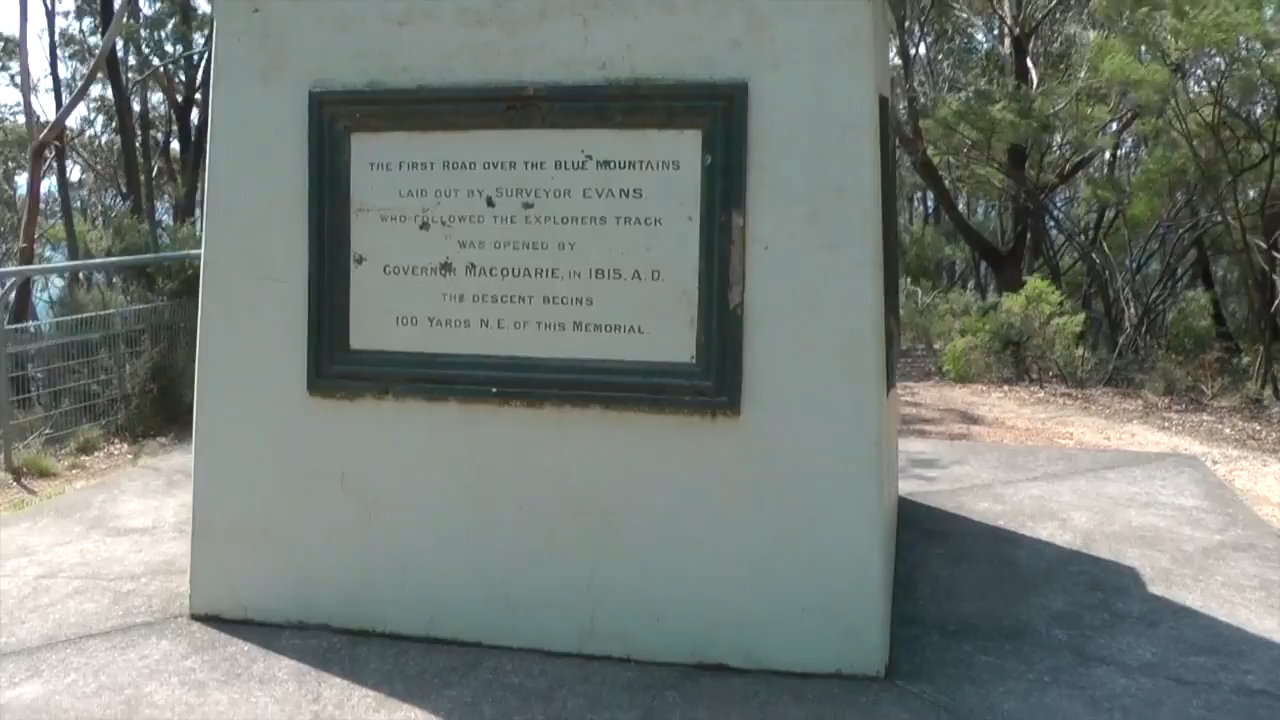 THE FIRST ROAD OVER THE BLUE MOUNTAINS
LAID OUT BY SURVEYOR EVANS.
WHO FOLLOWED THE EXPLORERS TRACK
WAS OPENED BY
GOVERNOR MACQUARIE, IN 1815. A.D.
THE DESCENT BEGINS
100 YARDS N.E. OF THIS MEMORIAL.